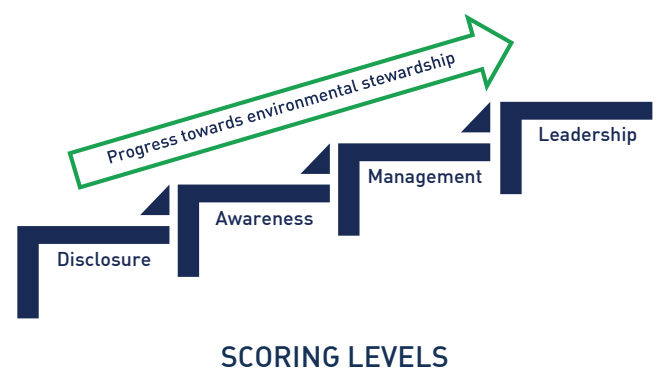 Progress towards environmental stewardship
Leadership
Management
Awareness
Disclosure
SCORING LEVELS